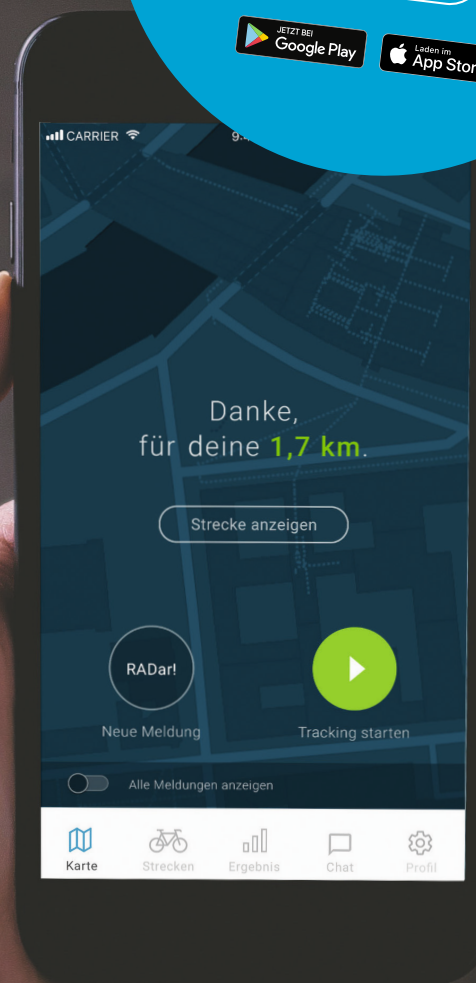 JETZT BEI
Google Play
Laden im
App Stor
CARRIER
Danke,
für deine 1,7 km.
Strecke anzeigen
RADar!
Neue Meldung
Tracking starten
Alle Meldungen anzeigen
Karte
Strecken
Ergebnis
Chat
Profil